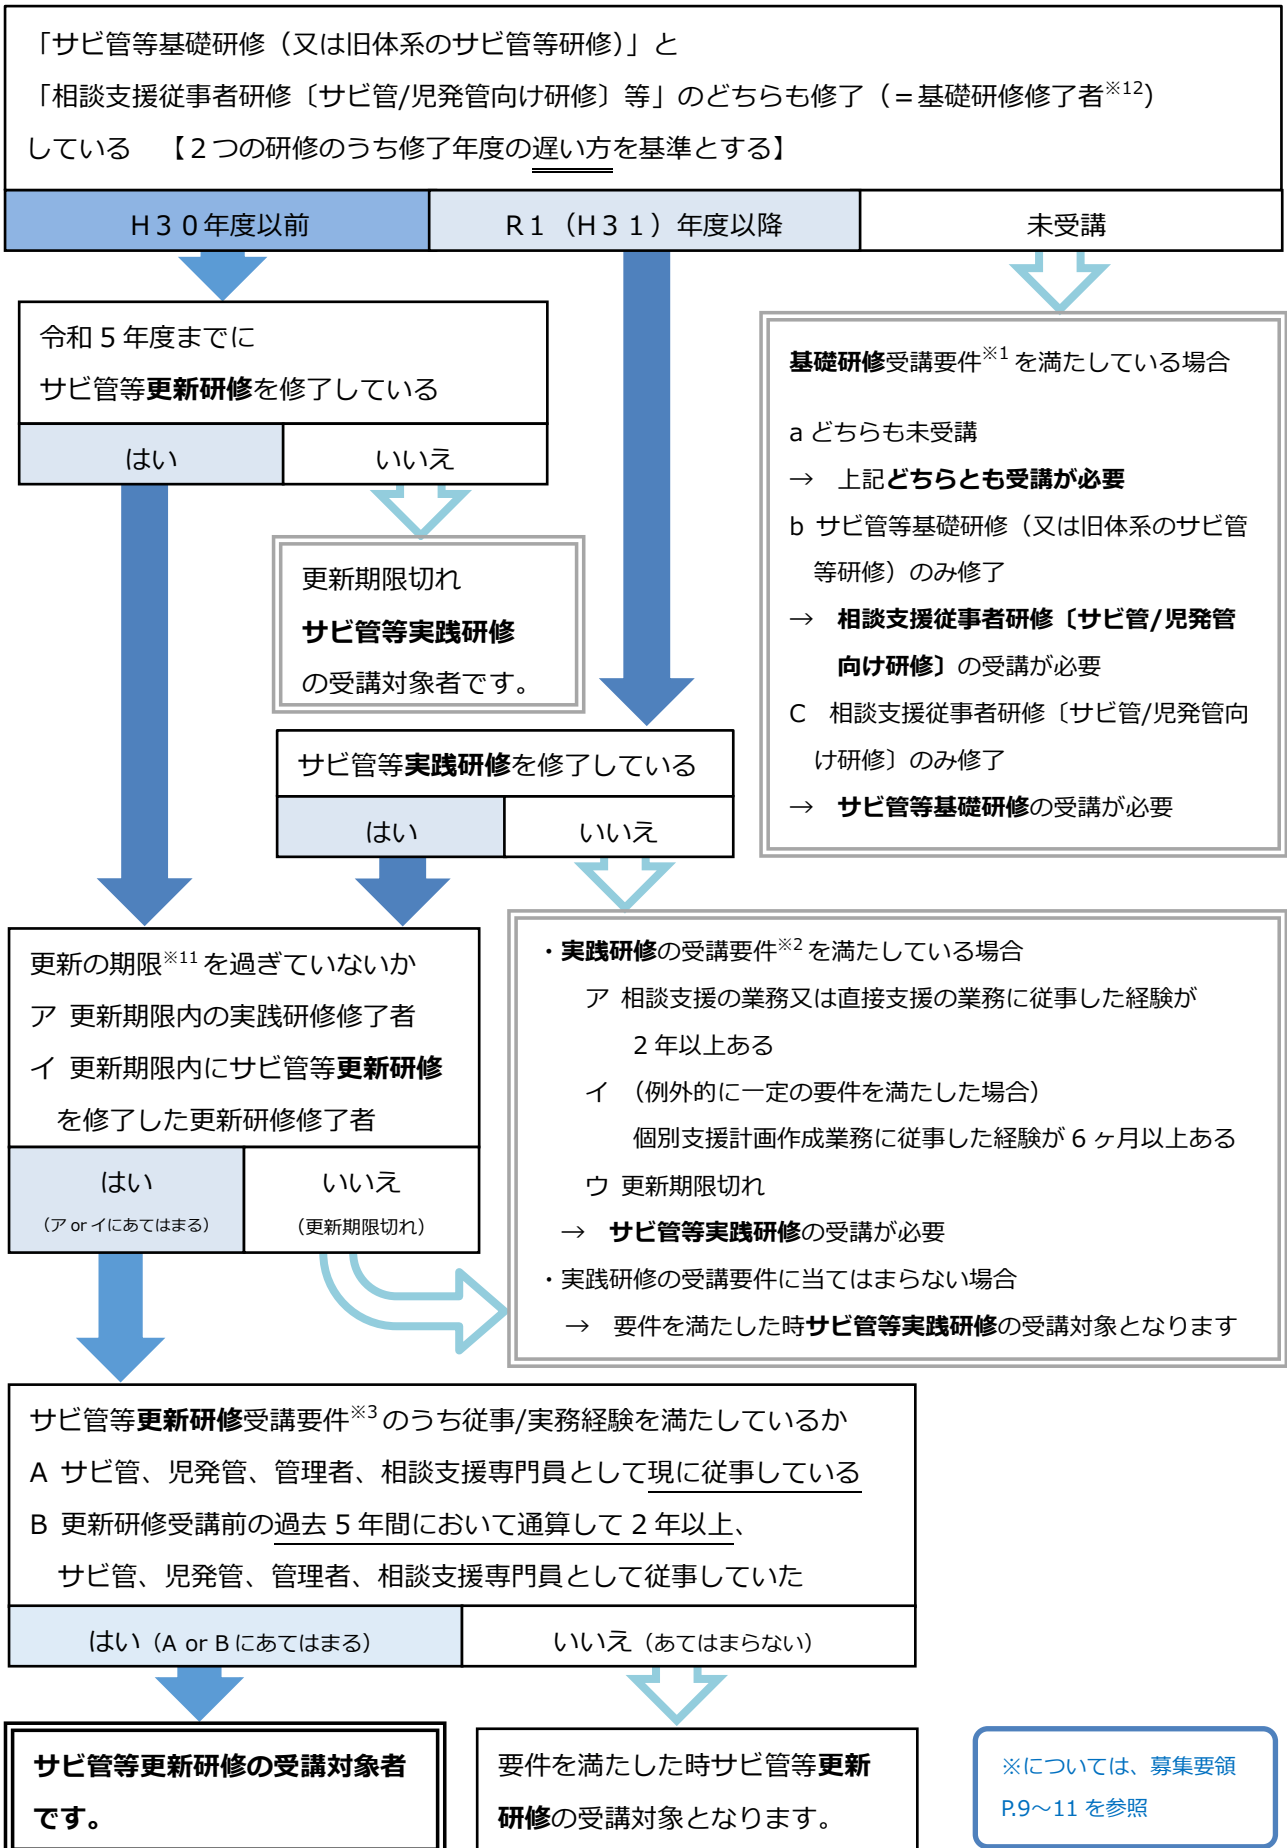 「サビ管等基礎研修（又は旧体系のサビ管等研修）」と
「相談支援従事者研修〔サビ管/児発管向け研修〕等」のどちらも修了（＝基礎研修修了者※12）
している　【２つの研修のうち修了年度の遅い方を基準とする】
Ｈ３０年度以前
Ｒ１（Ｈ３１）年度以降
未受講
令和５年度までに
サビ管等更新研修を修了している
はい
いいえ
更新期限切れ
サビ管等実践研修
の受講対象者です。
基礎研修受講要件※1を満たしている場合
a どちらも未受講
→　上記どちらとも受講が必要
b サビ管等基礎研修（又は旧体系のサビ管
等研修）のみ修了
→　相談支援従事者研修〔サビ管/児発管
向け研修〕の受講が必要
C　相談支援従事者研修〔サビ管/児発管向
け研修〕のみ修了
→　サビ管等基礎研修の受講が必要
サビ管等実践研修を修了している
はい
いいえ
更新の期限※11を過ぎていないか
ア 更新期限内の実践研修修了者
イ 更新期限内にサビ管等更新研修
を修了した更新研修修了者
はい
（ア or イにあてはまる）
いいえ
（更新期限切れ）
・実践研修の受講要件※2を満たしている場合
ア 相談支援の業務又は直接支援の業務に従事した経験が
２年以上ある
イ （例外的に一定の要件を満たした場合）
個別支援計画作成業務に従事した経験が６ヶ月以上ある
ウ 更新期限切れ
→　サビ管等実践研修の受講が必要
・実践研修の受講要件に当てはまらない場合
→　要件を満たした時サビ管等実践研修の受講対象となります
サビ管等更新研修受講要件※3のうち従事/実務経験を満たしているか
A サビ管、児発管、管理者、相談支援専門員として現に従事している
B 更新研修受講前の過去５年間において通算して２年以上、
サビ管、児発管、管理者、相談支援専門員として従事していた
はい（A or B にあてはまる）
いいえ（あてはまらない）
サビ管等更新研修の受講対象者
です。
要件を満たした時サビ管等更新
研修の受講対象となります。
※については、募集要領
P.9～11 を参照